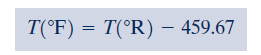 T(°F) = T(°R) − 459.67